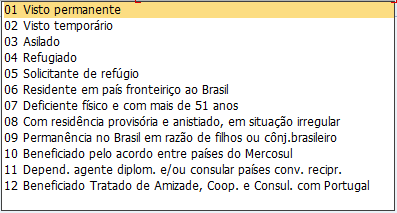 01 Visto permanente
02 Visto temporário
03 Asilado
04 Refugiado
05 Solicitante de refúgio
06 Residente em país fronteiriço ao Brasil
07 Deficiente físico e com mais de 51 anos
08 Com residência provisória e anistiado, em situação irregular
09 Permanência no Brasil em razão de filhos ou cônj.brasileiro
10 Beneficiado pelo acordo entre países do Mercosul
11 Depend. agente diplom. e/ou consular países conv. recipr.
12 Beneficiado Tratado de Amizade, Coop. e Consul. com Portugal